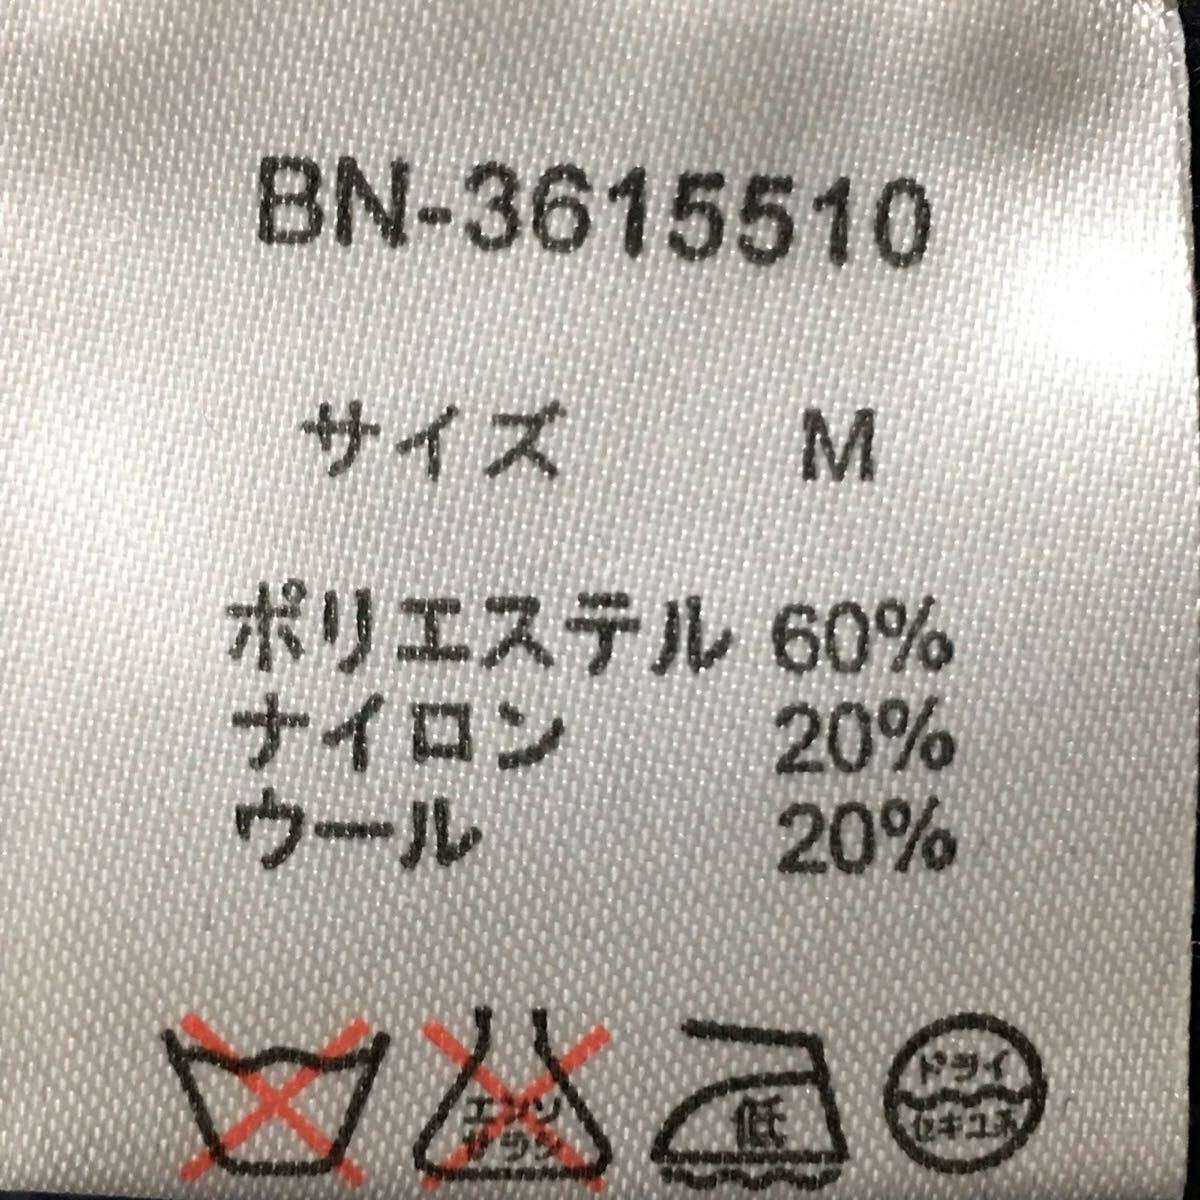 BN-3615510
サイズ M
ポリエステル 60%
ナイロン 20%
ウール 20%
エンソ
サラシ
低
ドライ
セキユ系